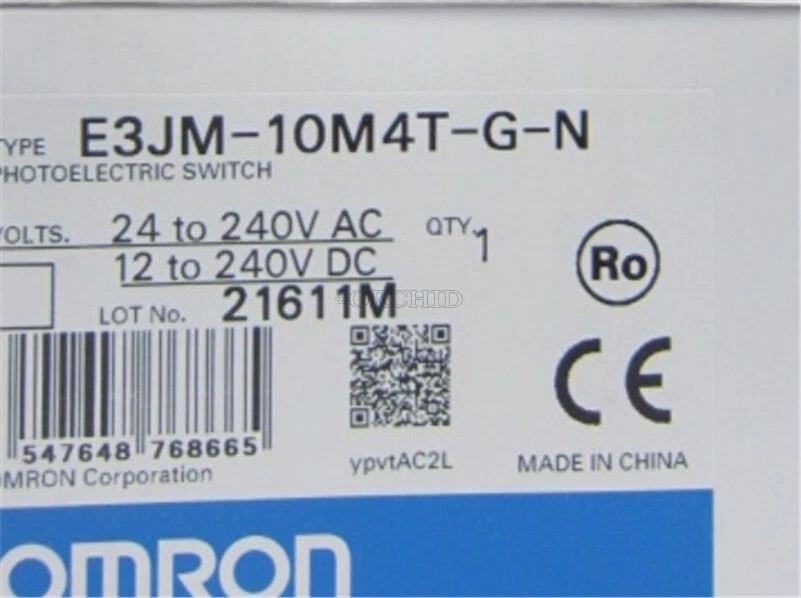 TYPE E3JM-10M4T-G-N
PHOTOELECTRIC SWITCH
VOLTS. 24 to 240V AC QTY. 1
12 to 240V DC
Ro
LOT No. 21611M
ORCHID
CE
547648 768665
ypvtAC2L
MADE IN CHINA
OMRON Corporation
OMRON